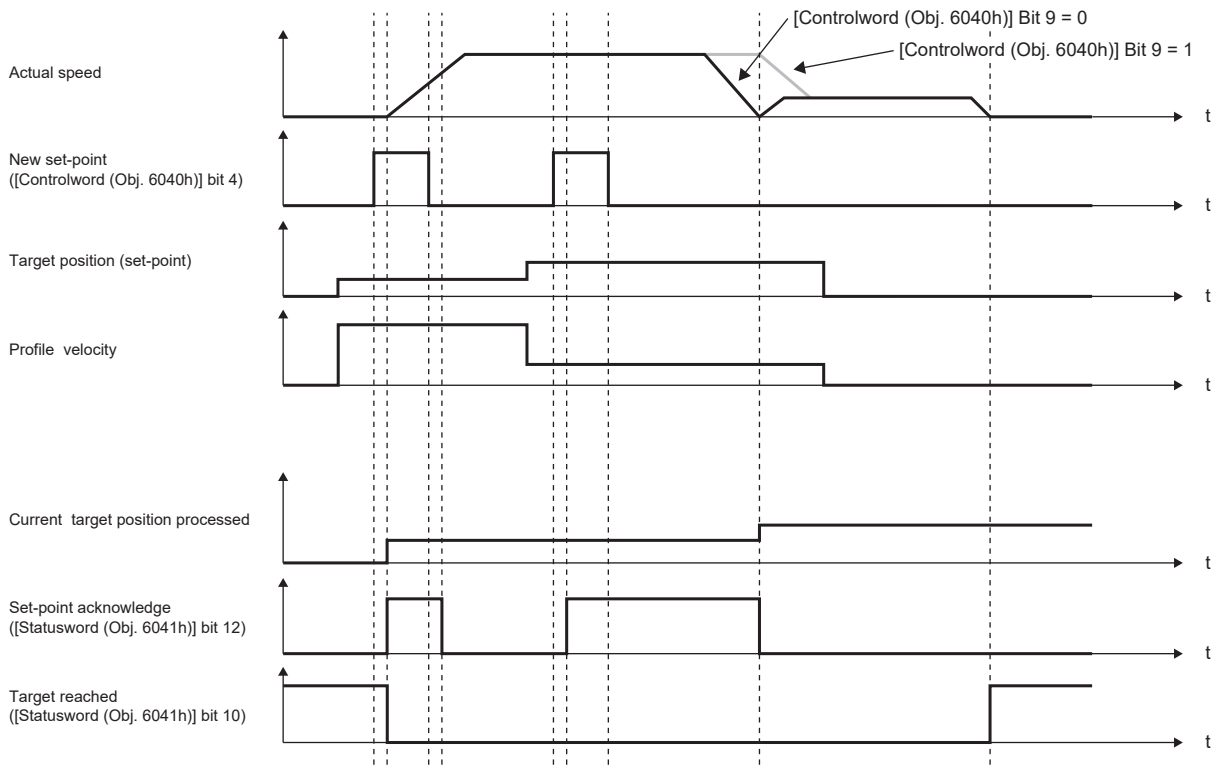 [Controlword (Obj. 6040h)] Bit 9 = 0
[Controlword (Obj. 6040h)] Bit 9 = 1
Actual speed
t
New set-point
([Controlword (Obj. 6040h)] bit 4)
t
Target position (set-point)
t
Profile velocity
t
Current target position processed
t
Set-point acknowledge
([Statusword (Obj. 6041h)] bit 12)
t
Target reached
([Statusword (Obj. 6041h)] bit 10)
t